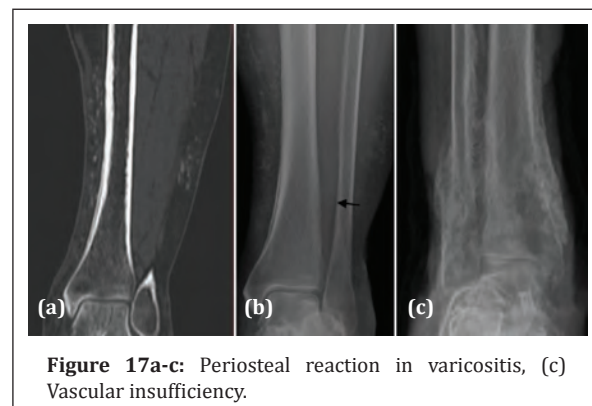 (a)
(b)
(c)
Figure 17a-c: Periosteal reaction in varicositis, (c)
Vascular insufficiency.